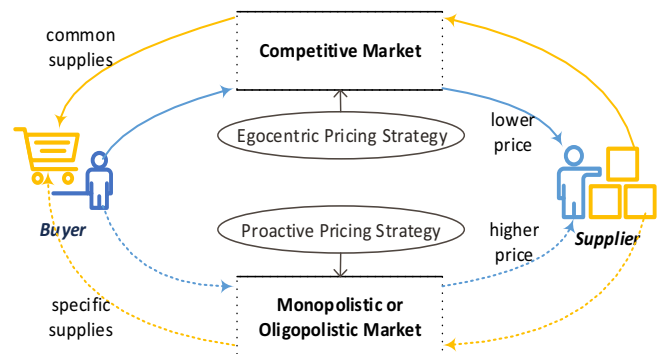 common
supplies
Competitive Market
Egocentric Pricing Strategy
lower
price
Buyer
Supplier
Proactive Pricing Strategy
higher
price
specific
supplies
Monopolistic or
Oligopolistic Market